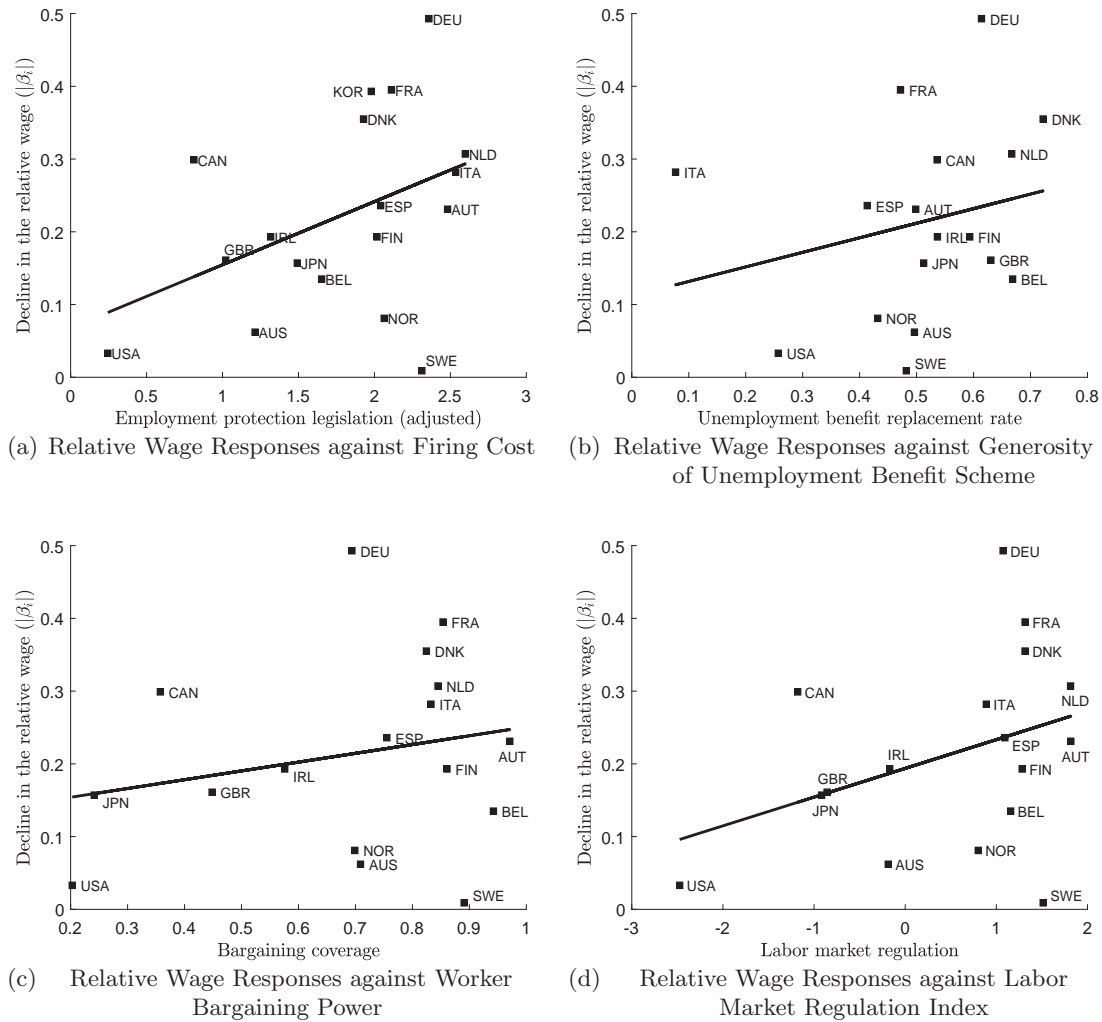 0.5
0.4
0.3
0.2
0.1
0
Decline in the relative wage (|β_i|)
DEU
KOR
FRA
DNK
CAN
NLD
ITA
ESP
AUT
IRL
FIN
GBR
JPN
BEL
NOR
AUS
USA
SWE
0 0.5 1 1.5 2 2.5 3
Employment protection legislation (adjusted)
(a) Relative Wage Responses against Firing Cost
0.5
0.4
0.3
0.2
0.1
0
Decline in the relative wage (|β_i|)
DEU
FRA
DNK
NLD
CAN
ITA
ESP
AUT
IRL
FIN
JPN
GBR
BEL
NOR
AUS
USA
SWE
0 0.1 0.2 0.3 0.4 0.5 0.6 0.7 0.8
Unemployment benefit replacement rate
(b) Relative Wage Responses against Generosity
of Unemployment Benefit Scheme
0.5
0.4
0.3
0.2
0.1
0
Decline in the relative wage (|β_i|)
DEU
FRA
DNK
NLD
CAN
ITA
ESP
AUT
IRL
FIN
JPN
GBR
BEL
NOR
AUS
USA
SWE
0.2 0.3 0.4 0.5 0.6 0.7 0.8 0.9 1
Bargaining coverage
(c) Relative Wage Responses against Worker
Bargaining Power
0.5
0.4
0.3
0.2
0.1
0
Decline in the relative wage (|β_i|)
DEU
FRA
DNK
CAN
NLD
ITA
ESP
IRL
AUT
FIN
GBR
JPN
BEL
NOR
AUS
USA
SWE
-3 -2 -1 0 1 2
Labor market regulation
(d) Relative Wage Responses against Labor
Market Regulation Index